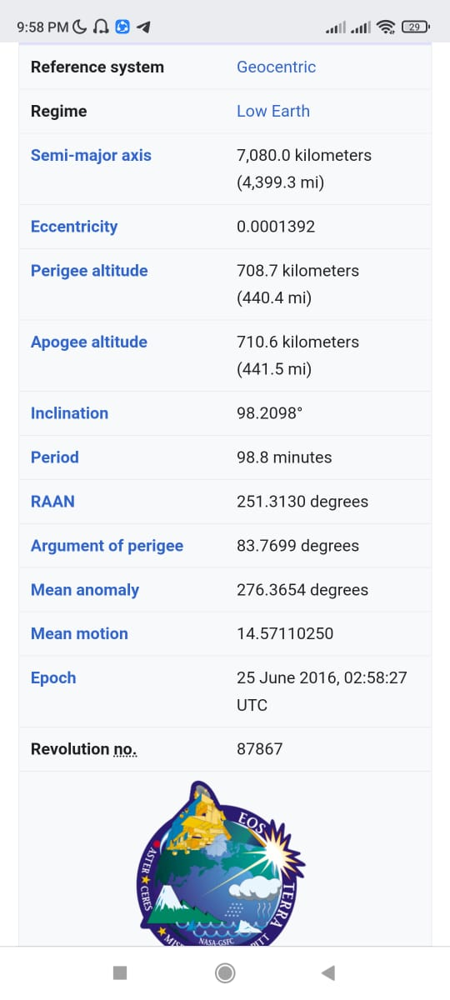 9:58 PM 29
Reference system Geocentric
Regime Low Earth
Semi-major axis 7,080.0 kilometers
(4,399.3 mi)
Eccentricity 0.0001392
Perigee altitude 708.7 kilometers
(440.4 mi)
Apogee altitude 710.6 kilometers
(441.5 mi)
Inclination 98.2098°
Period 98.8 minutes
RAAN 251.3130 degrees
Argument of perigee 83.7699 degrees
Mean anomaly 276.3654 degrees
Mean motion 14.57110250
Epoch 25 June 2016, 02:58:27
UTC
Revolution no. 87867
EOS
TERRA
ASTER ★ CERES
NASA-GSFC